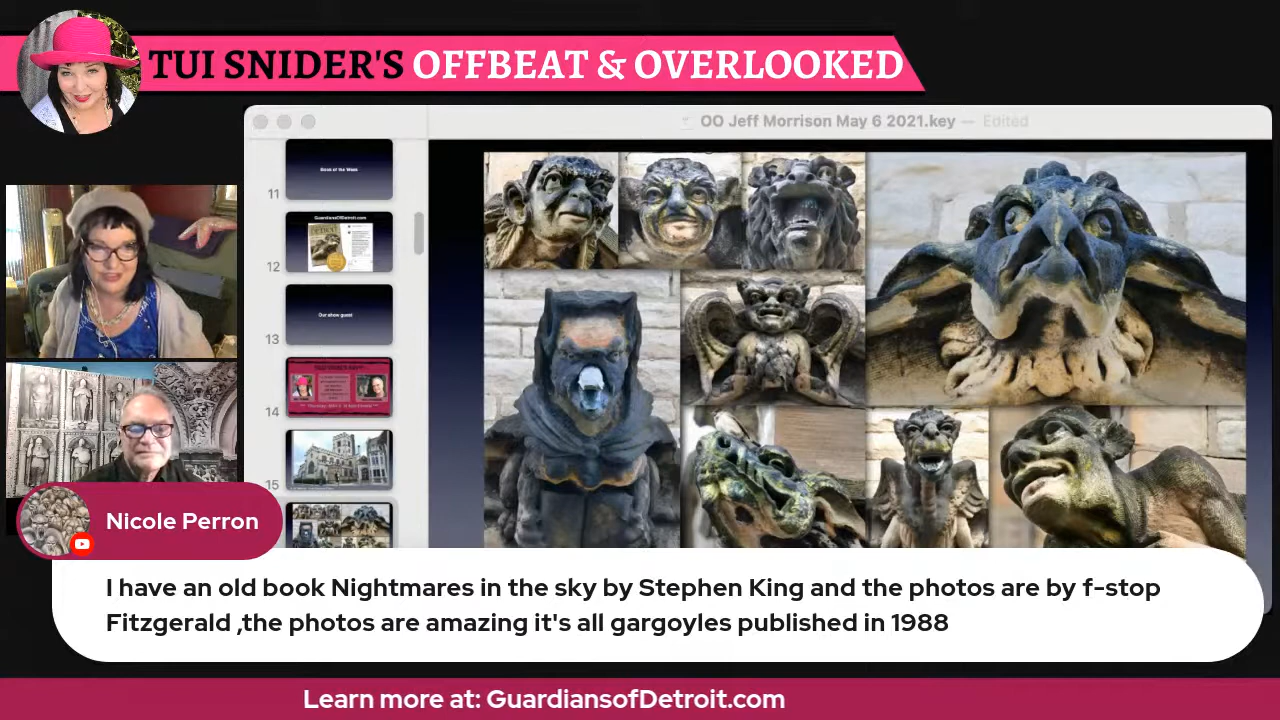 TUI SNIDER'S OFFBEAT & OVERLOOKED
OO Jeff Morrison May 6 2021.key — Edited
11
Book of the Week
12
GuardiansOfDetroit.com
13
Our show guest
14
15
Nicole Perron
I have an old book Nightmares in the sky by Stephen King and the photos are by f-stop
Fitzgerald ,the photos are amazing it's all gargoyles published in 1988
Learn more at: GuardiansofDetroit.com